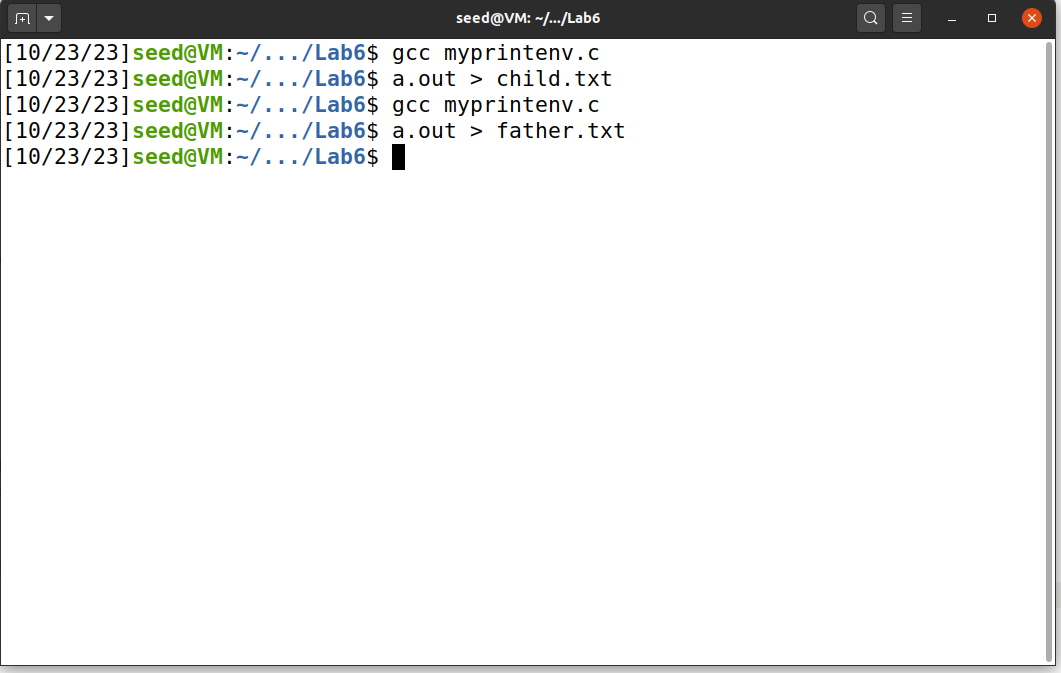 seed@VM: ~/.../Lab6
[10/23/23]seed@VM:~/.../Lab6$ gcc myprintenv.c
[10/23/23]seed@VM:~/.../Lab6$ a.out > child.txt
[10/23/23]seed@VM:~/.../Lab6$ gcc myprintenv.c
[10/23/23]seed@VM:~/.../Lab6$ a.out > father.txt
[10/23/23]seed@VM:~/.../Lab6$